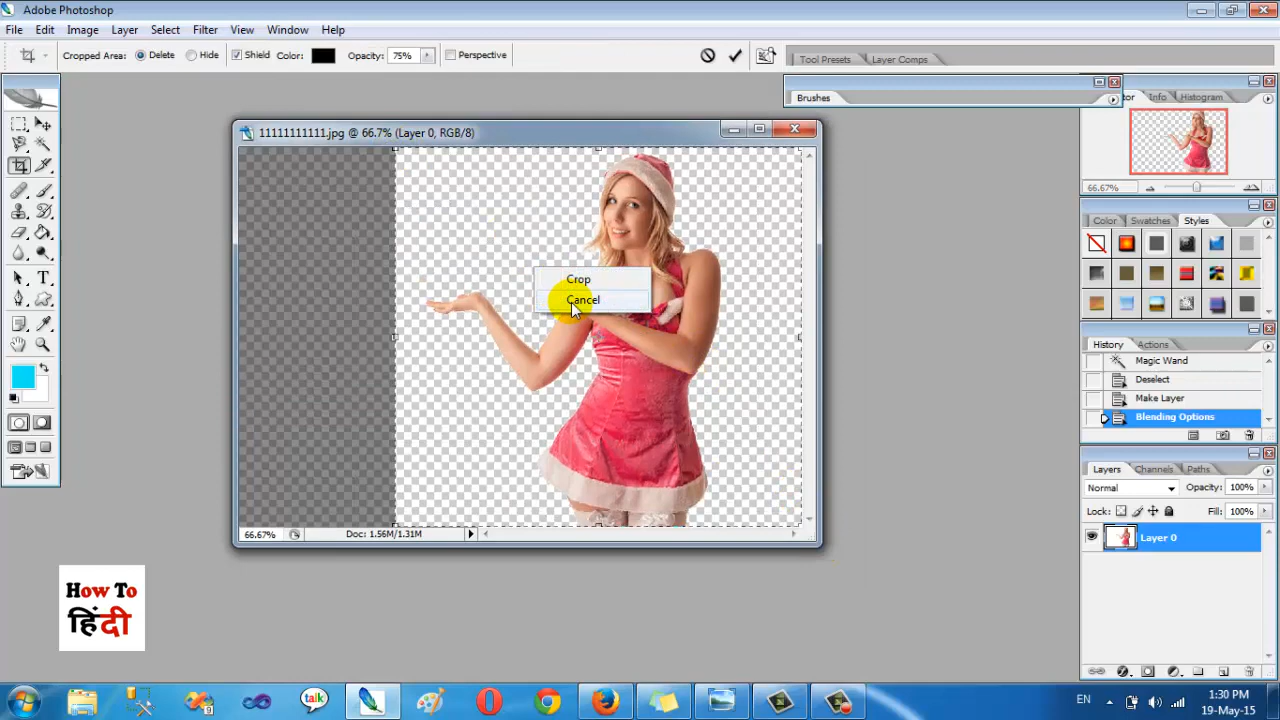 Adobe Photoshop
File Edit Image Layer Select Filter View Window Help
Cropped Area: Delete Hide Shield Color: Opacity: 75% Perspective
Tool Presets Layer Comps
Brushes
Info Histogram
11111111111.jpg @ 66.7% (Layer 0, RGB/8)
66.67%
Color Swatches Styles
Crop
Cancel
T
History Actions
Magic Wand
Deselect
Make Layer
Blending Options
Layers Channels Paths
Normal Opacity: 100%
Lock: Fill: 100%
Layer 0
66.67% Doc: 1.56M/1.31M
How To
हिंदी
talk
EN
1:30 PM
19-May-15